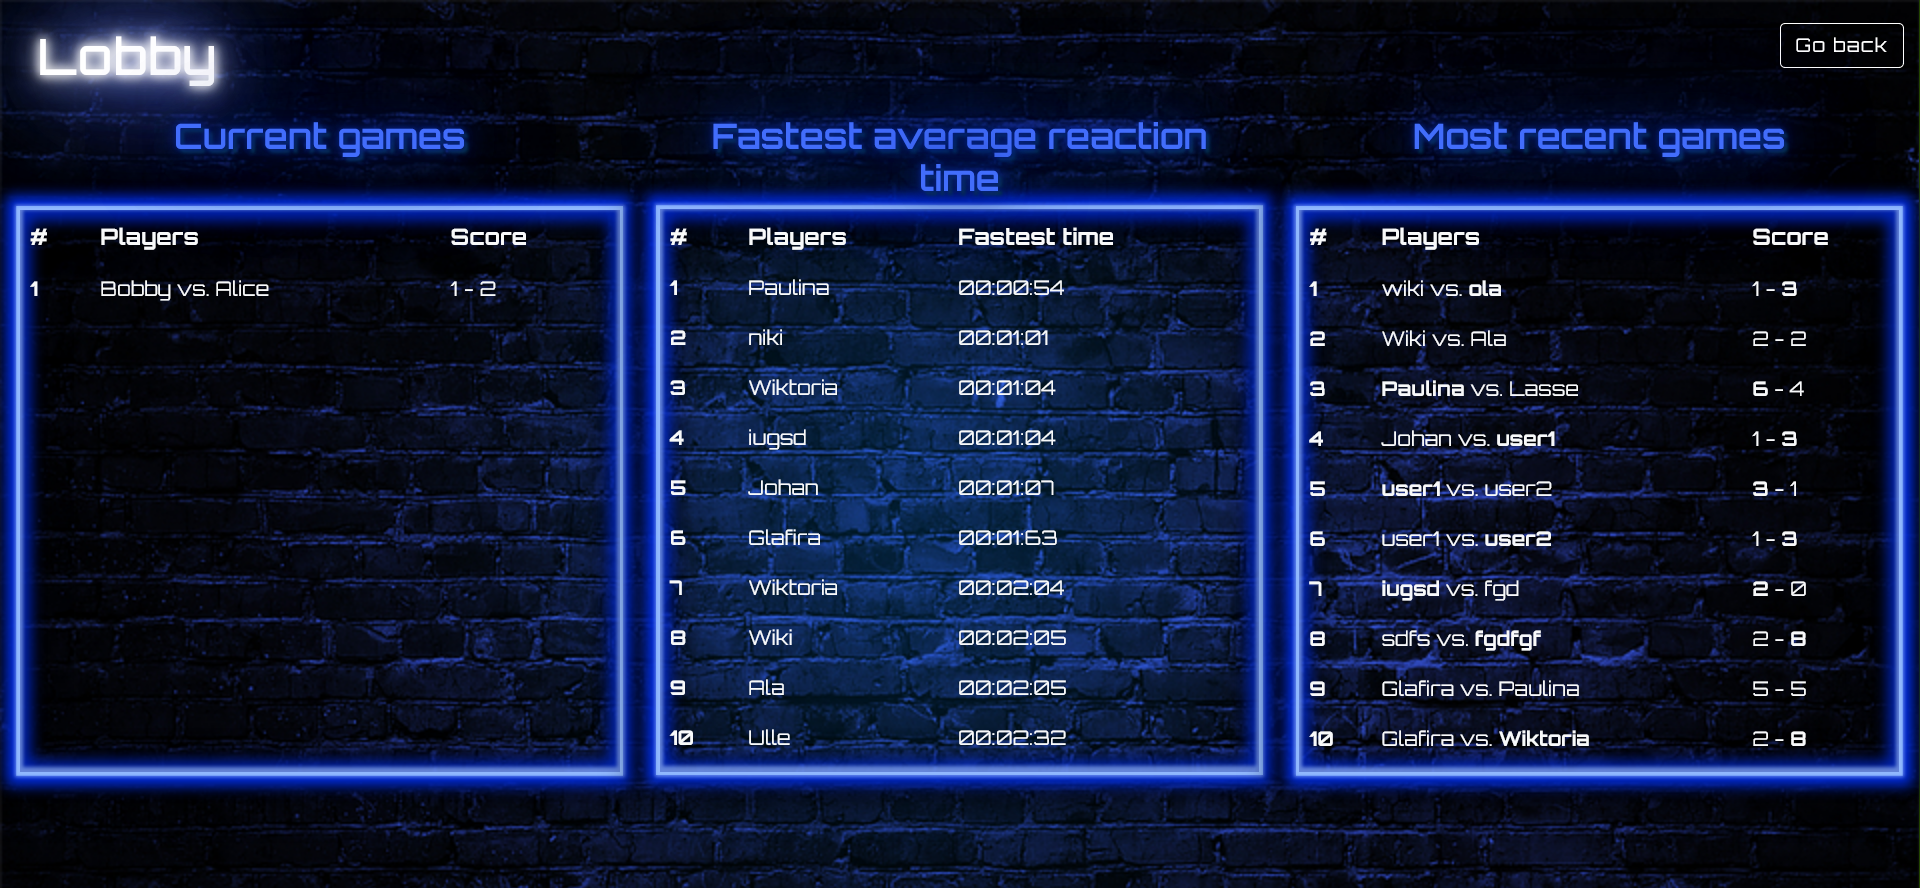 Lobby
Go back
Current games
# Players Score
1 Bobby vs. Alice 1 - 2
Fastest average reaction
time
# Players Fastest time
1 Paulina 00:00:54
2 niki 00:01:01
3 Wiktoria 00:01:04
4 iugsd 00:01:04
5 Johan 00:01:07
6 Glafira 00:01:63
7 Wiktoria 00:02:04
8 Wiki 00:02:05
9 Ala 00:02:05
10 Ulle 00:02:32
Most recent games
# Players Score
1 wiki vs. ola 1 - 3
2 Wiki vs. Ala 2 - 2
3 Paulina vs. Lasse 6 - 4
4 Johan vs. user1 1 - 3
5 user1 vs. user2 3 - 1
6 user1 vs. user2 1 - 3
7 iugsd vs. fgd 2 - 0
8 sdfs vs. fgdfgf 2 - 8
9 Glafira vs. Paulina 5 - 5
10 Glafira vs. Wiktoria 2 - 8